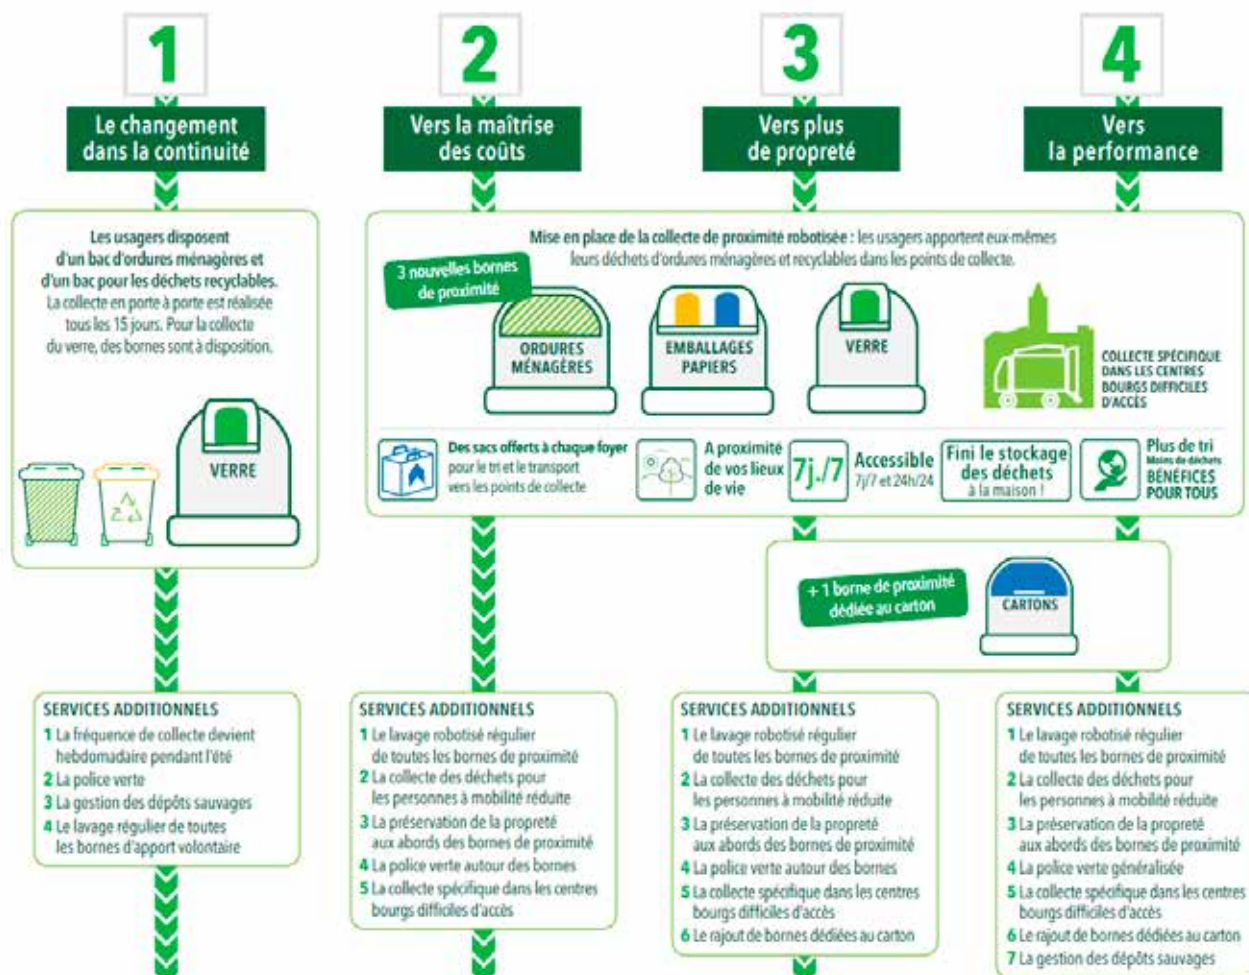 1
Le changement
dans la continuité
2
Vers la maîtrise
des coûts
3
Vers plus
de propreté
4
Vers
la performance
Les usagers disposent
d'un bac d'ordures ménagères et
d'un bac pour les déchets recyclables.
La collecte en porte à porte est réalisée
tous les 15 jours. Pour la collecte
du verre, des bornes sont à disposition.
VERRE
Mise en place de la collecte de proximité robotisée : les usagers apportent eux-mêmes
leurs déchets d'ordures ménagères et recyclables dans les points de collecte.
3 nouvelles bornes
de proximité
ORDURES
MÉNAGÈRES
EMBALLAGES
PAPIERS
VERRE
COLLECTE SPÉCIFIQUE
DANS LES CENTRES
BOURGS DIFFICILES
D'ACCÈS
Des sacs offerts à chaque foyer
pour le tri et le transport
vers les points de collecte
A proximité
de vos lieux
de vie
7j./7
Accessible
7j/7 et 24h/24
Fini le stockage
des déchets
à la maison !
Plus de tri
Moins de déchets
BÉNÉFICES
POUR TOUS
+ 1 borne de proximité
dédiée au carton
CARTONS
SERVICES ADDITIONNELS
1 La fréquence de collecte devient
hebdomadaire pendant l'été
2 La police verte
3 La gestion des dépôts sauvages
4 Le lavage régulier de toutes
les bornes d'apport volontaire
SERVICES ADDITIONNELS
1 Le lavage robotisé régulier
de toutes les bornes de proximité
2 La collecte des déchets pour
les personnes à mobilité réduite
3 La préservation de la propreté
aux abords des bornes de proximité
4 La police verte autour des bornes
5 La collecte spécifique dans les centres
bourgs difficiles d'accès
SERVICES ADDITIONNELS
1 Le lavage robotisé régulier
de toutes les bornes de proximité
2 La collecte des déchets pour
les personnes à mobilité réduite
3 La préservation de la propreté
aux abords des bornes de proximité
4 La police verte autour des bornes
5 La collecte spécifique dans les centres
bourgs difficiles d'accès
6 Le rajout de bornes dédiées au carton
SERVICES ADDITIONNELS
1 Le lavage robotisé régulier
de toutes les bornes de proximité
2 La collecte des déchets pour
les personnes à mobilité réduite
3 La préservation de la propreté
aux abords des bornes de proximité
4 La police verte généralisée
5 La collecte spécifique dans les centres
bourgs difficiles d'accès
6 Le rajout de bornes dédiées au carton
7 La gestion des dépôts sauvages